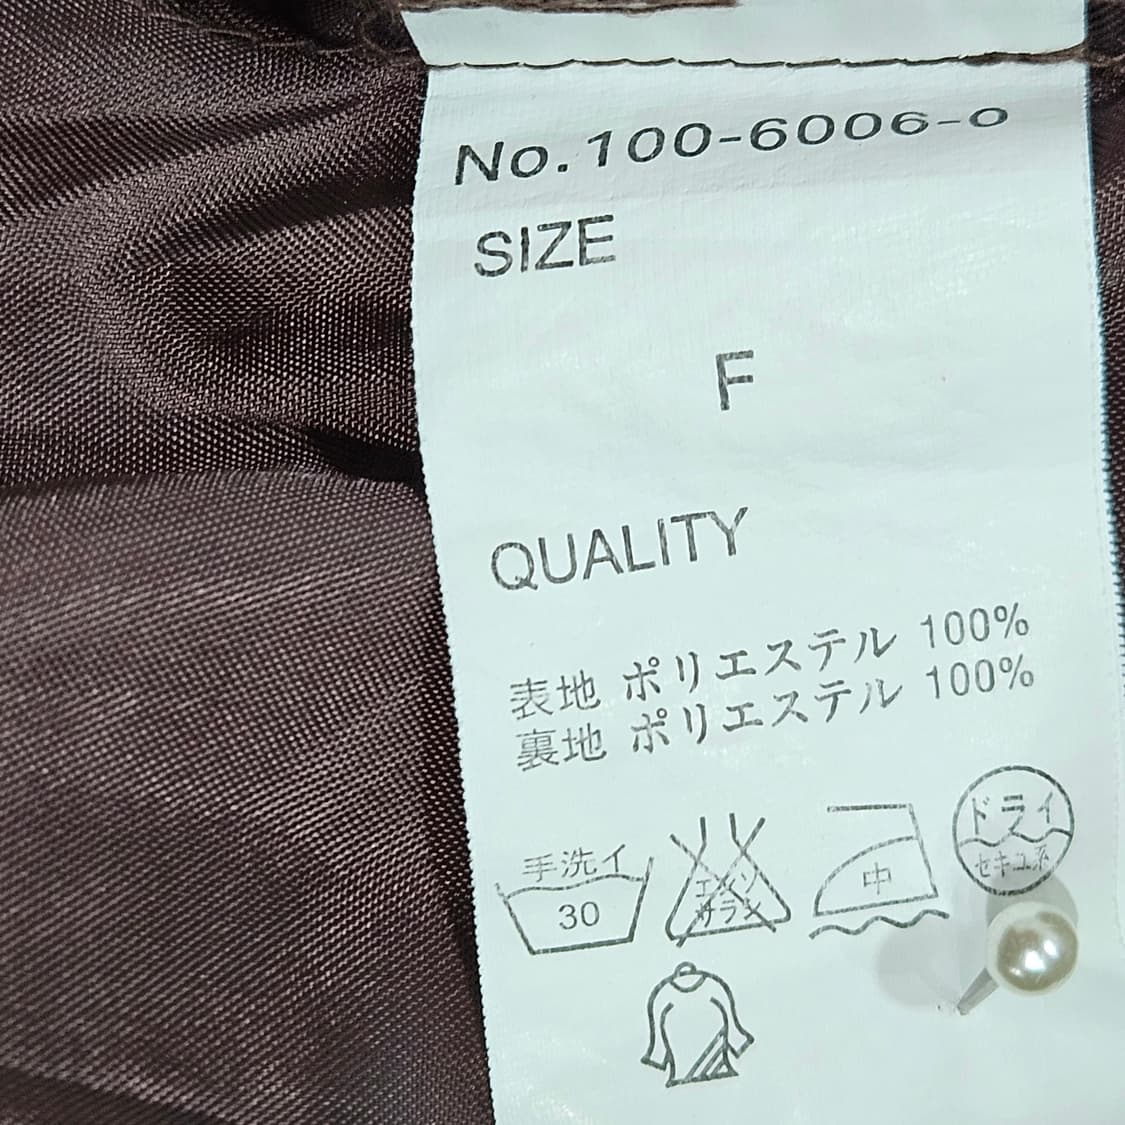 No.100-6006-0
SIZE
F
QUALITY
表地 ポリエステル 100%
裏地 ポリエステル 100%
手洗イ
30
エンソ
サラシ
中
ドライ
セキユ系